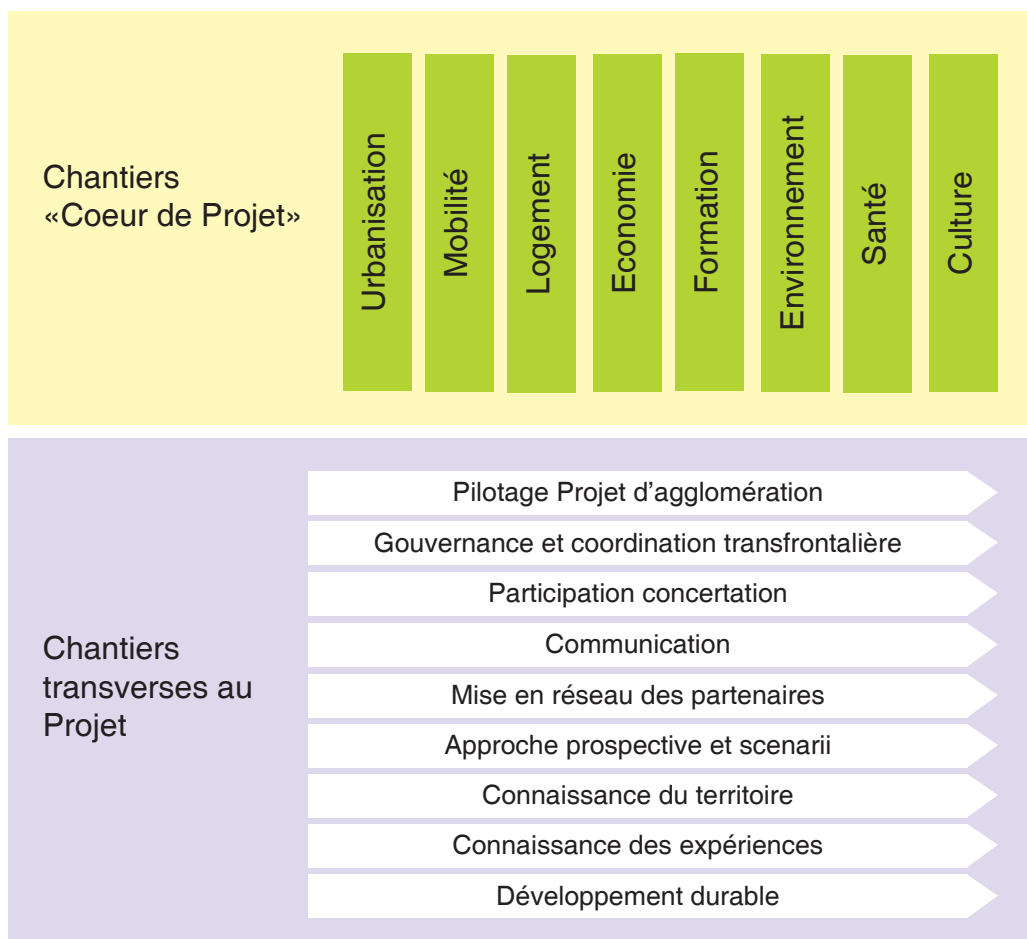 Chantiers
«Coeur de Projet»
Urbanisation
Mobilité
Logement
Economie
Formation
Environnement
Santé
Culture
Chantiers
transverses au
Projet
Pilotage Projet d'agglomération
Gouvernance et coordination transfrontalière
Participation concertation
Communication
Mise en réseau des partenaires
Approche prospective et scenarii
Connaissance du territoire
Connaissance des expériences
Développement durable